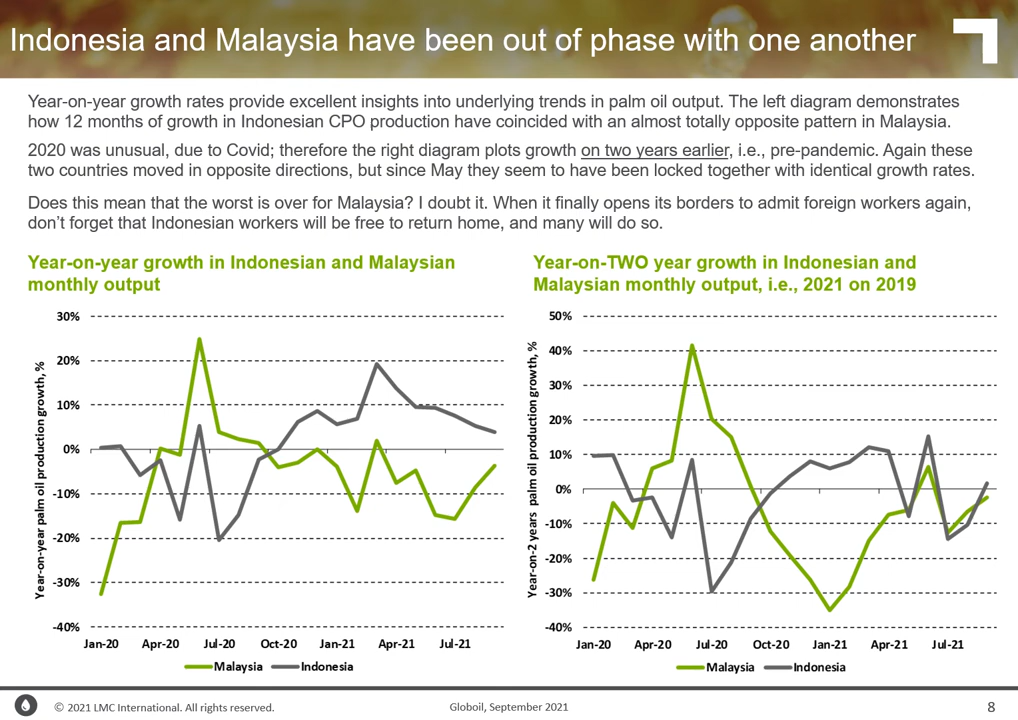 Indonesia and Malaysia have been out of phase with one another
Year-on-year growth rates provide excellent insights into underlying trends in palm oil output. The left diagram demonstrates
how 12 months of growth in Indonesian CPO production have coincided with an almost totally opposite pattern in Malaysia.
2020 was unusual, due to Covid; therefore the right diagram plots growth on two years earlier, i.e., pre-pandemic. Again these
two countries moved in opposite directions, but since May they seem to have been locked together with identical growth rates.
Does this mean that the worst is over for Malaysia? I doubt it. When it finally opens its borders to admit foreign workers again,
don’t forget that Indonesian workers will be free to return home, and many will do so.
Year-on-year growth in Indonesian and Malaysian
monthly output
Year-on-year palm oil production growth, %
30%
20%
10%
0%
-10%
-20%
-30%
-40%
Jan-20 Apr-20 Jul-20 Oct-20 Jan-21 Apr-21 Jul-21
Malaysia Indonesia
Year-on-TWO year growth in Indonesian and
Malaysian monthly output, i.e., 2021 on 2019
Year-on-2 years palm oil production growth, %
50%
40%
30%
20%
10%
0%
-10%
-20%
-30%
-40%
Jan-20 Apr-20 Jul-20 Oct-20 Jan-21 Apr-21 Jul-21
Malaysia Indonesia
© 2021 LMC International. All rights reserved.
Globoil, September 2021
8